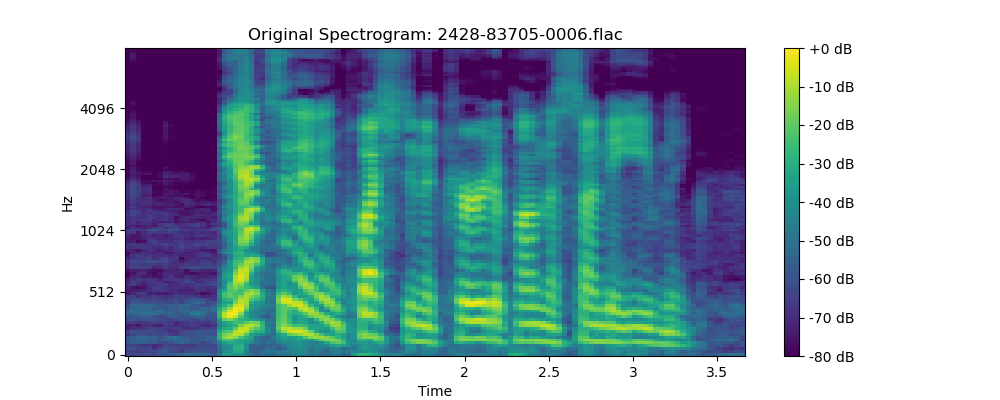 Original Spectrogram: 2428-83705-0006.flac
Hz
4096
2048
1024
512
0
0 0.5 1 1.5 2 2.5 3 3.5
Time
+0 dB
-10 dB
-20 dB
-30 dB
-40 dB
-50 dB
-60 dB
-70 dB
-80 dB